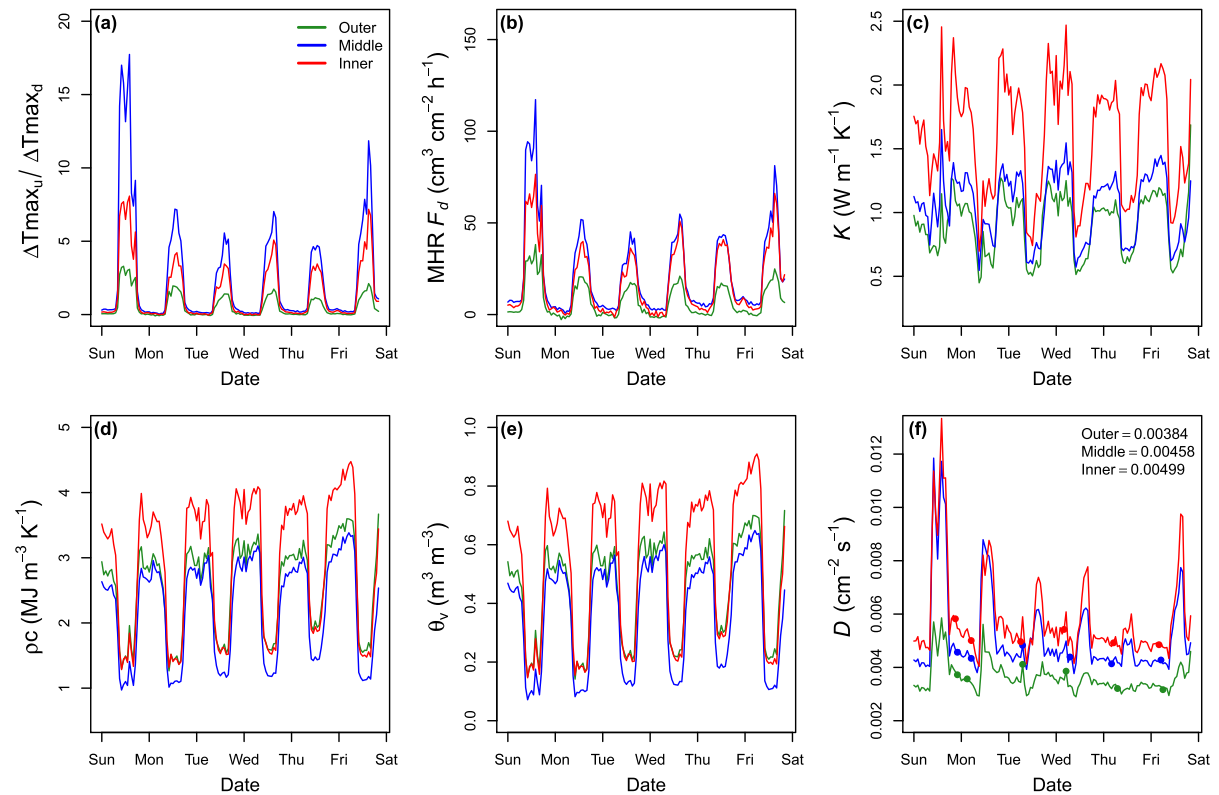 (a)
Outer
Middle
Inner
20
15
10
5
0
ΔTmaxᵤ / ΔTmax_d
Sun Mon Tue Wed Thu Fri Sat
Date
(b)
150
100
50
0
MHR F_d (cm³ cm⁻² h⁻¹)
Sun Mon Tue Wed Thu Fri Sat
Date
(c)
2.5
2.0
1.5
1.0
0.5
K (W m⁻¹ K⁻¹)
Sun Mon Tue Wed Thu Fri Sat
Date
(d)
5
4
3
2
1
ρc (MJ m⁻³ K⁻¹)
Sun Mon Tue Wed Thu Fri Sat
Date
(e)
1.0
0.8
0.6
0.4
0.2
0.0
θᵥ (m³ m⁻³)
Sun Mon Tue Wed Thu Fri Sat
Date
(f)
Outer = 0.00384
Middle = 0.00458
Inner = 0.00499
0.012
0.010
0.008
0.006
0.004
0.002
D (cm⁻² s⁻¹)
Sun Mon Tue Wed Thu Fri Sat
Date